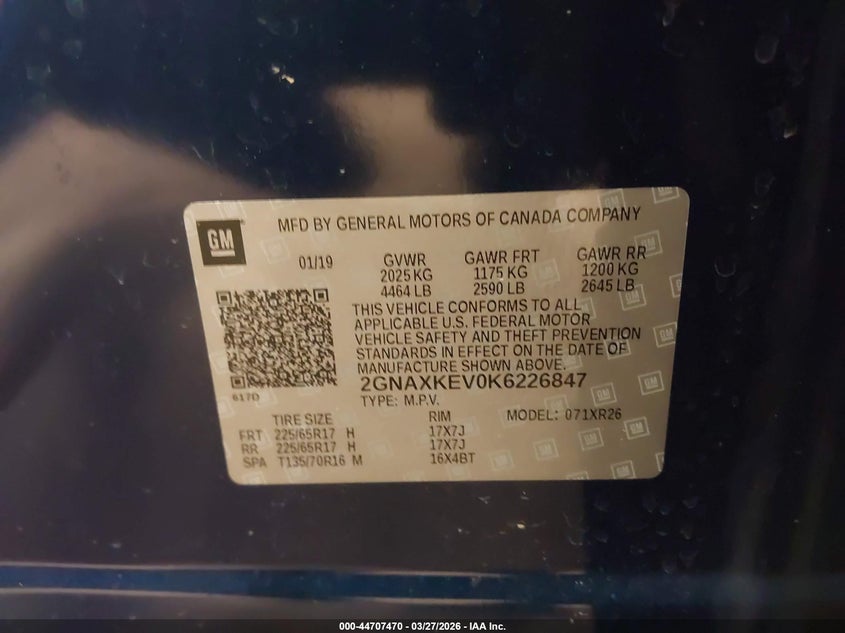 GM
MFD BY GENERAL MOTORS OF CANADA COMPANY
01/19
GVWR GAWR FRT GAWR RR
2025 KG 1175 KG 1200 KG
4464 LB 2590 LB 2645 LB
THIS VEHICLE CONFORMS TO ALL
APPLICABLE U.S. FEDERAL MOTOR
VEHICLE SAFETY AND THEFT PREVENTION
STANDARDS IN EFFECT ON THE DATE OF
MANUFACTURE SHOWN ABOVE.
2GNAXKEV0K6226847
617D
TYPE: M.P.V.
TIRE SIZE RIM MODEL: 071XR26
FRT 225/65R17 H 17X7J
RR 225/65R17 H 17X7J
SPA T135/70R16 M 16X4BT
000-44707470 — 03/27/2026 - IAA Inc.